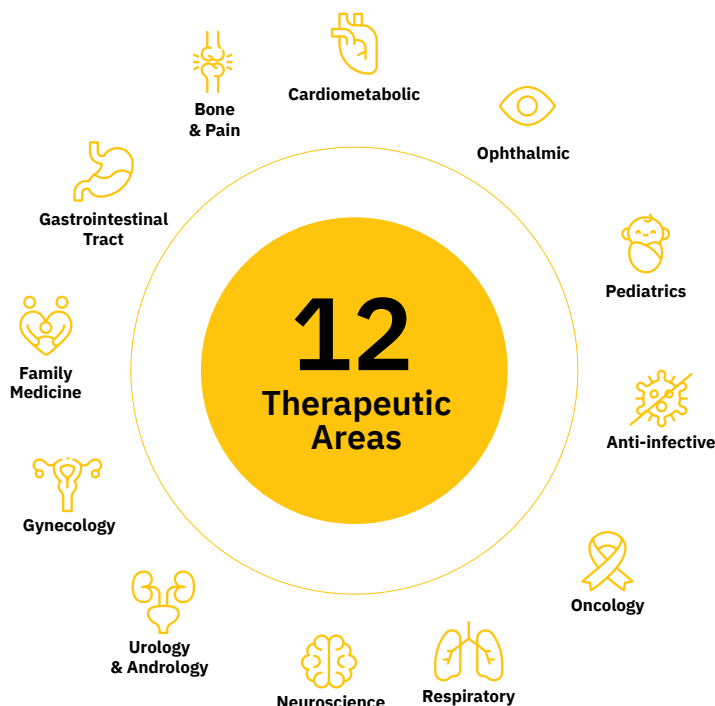 Cardiometabolic
Bone
& Pain
Ophthalmic
Gastrointestinal
Tract
Pediatrics
12
Therapeutic
Areas
Family
Medicine
Anti-infective
Gynecology
Oncology
Urology
& Andrology
Neuroscience
Respiratory